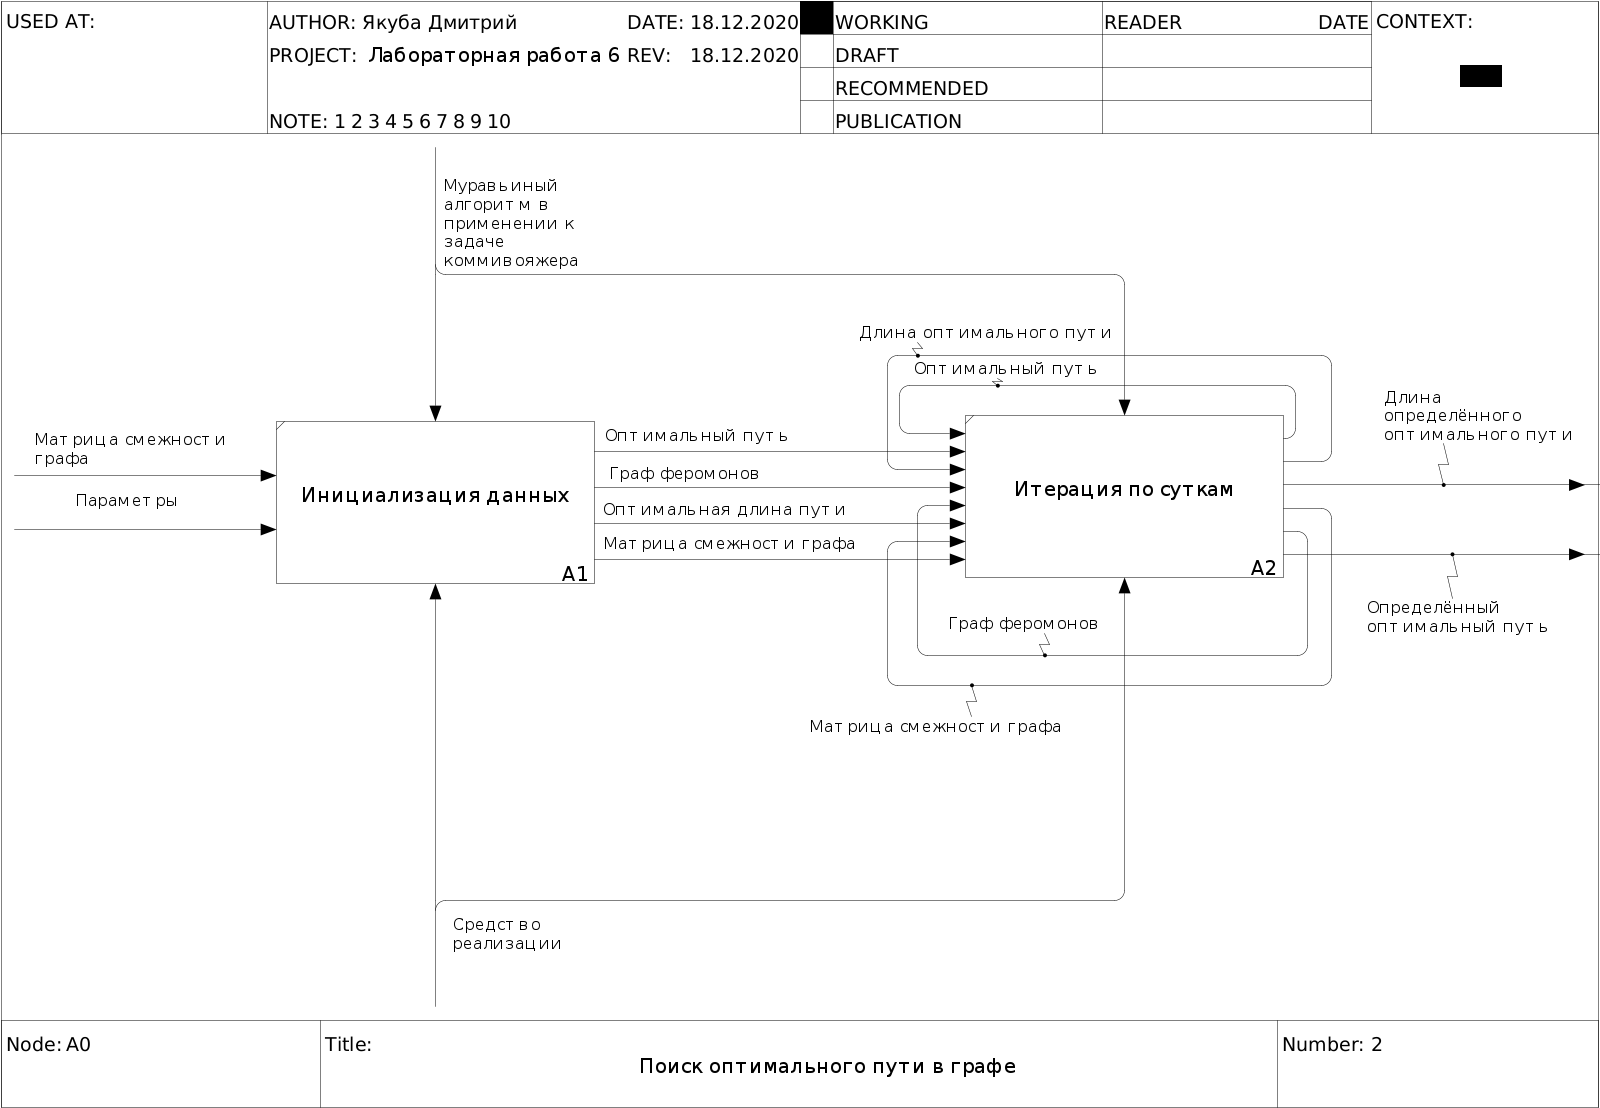 USED AT:
AUTHOR: Якуба Дмитрий DATE: 18.12.2020
PROJECT: Лабораторная работа 6 REV: 18.12.2020
NOTE: 1 2 3 4 5 6 7 8 9 10
WORKING
DRAFT
RECOMMENDED
PUBLICATION
READER DATE
CONTEXT:
Муравьиный
алгоритм в
применении к
задаче
коммивояжера
Длина оптимального пути
Оптимальный путь
Длина
определённого
оптимального пути
Матрица смежности
графа
Параметры
Инициализация данных
A1
Оптимальный путь
Граф феромонов
Оптимальная длина пути
Матрица смежности графа
Итерация по суткам
A2
Определённый
оптимальный путь
Граф феромонов
Матрица смежности графа
Средство
реализации
Node: A0
Title:
Поиск оптимального пути в графе
Number: 2